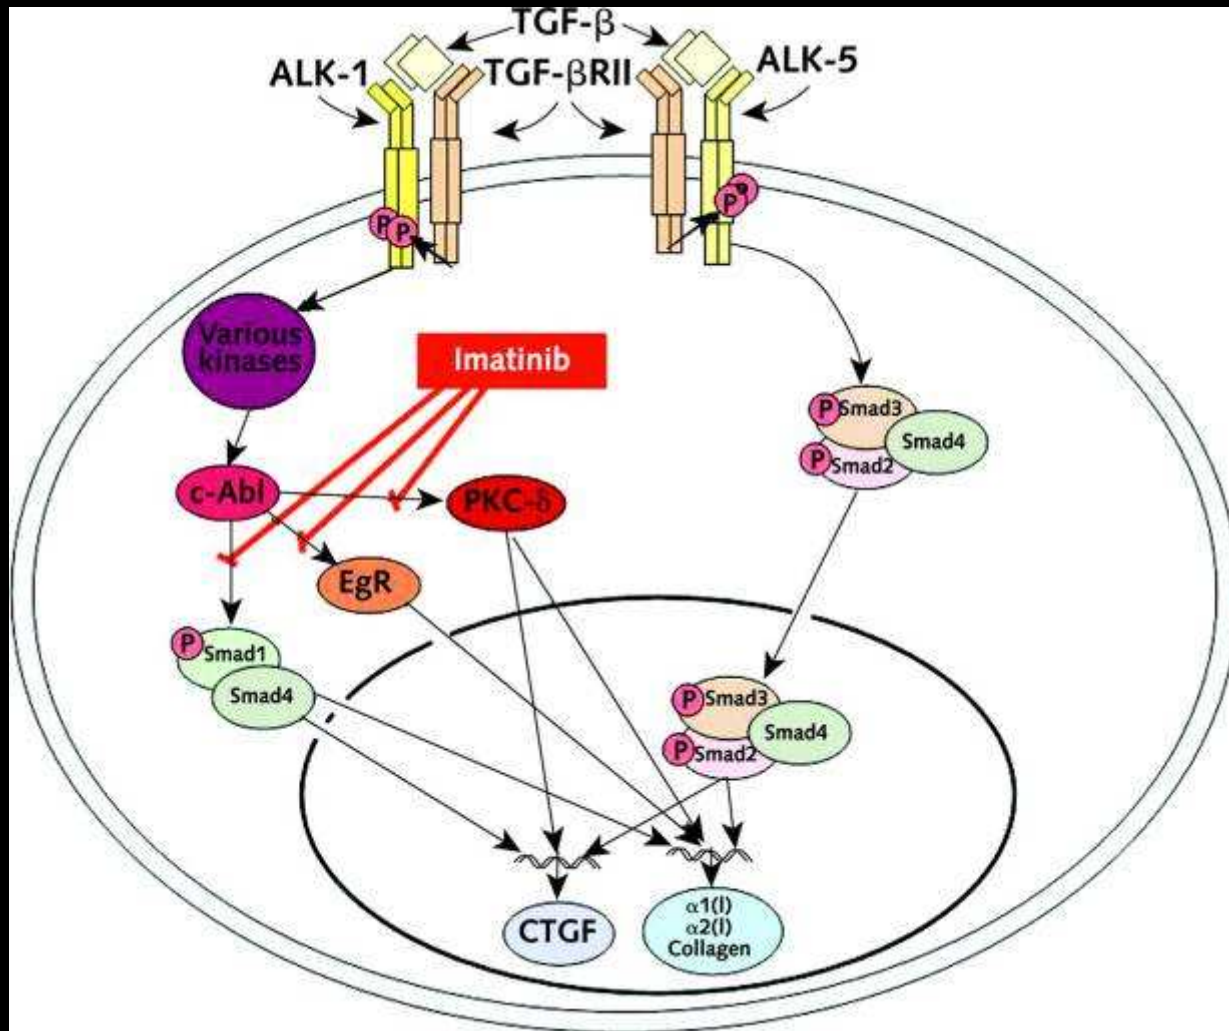 TGF-β
ALK-1
TGF-βRII
ALK-5
P
P
P
Various
kinases
Imatinib
P Smad3
Smad4
P Smad2
c-Abl
PKC-δ
EgR
P Smad1
Smad4
P Smad3
Smad4
P Smad2
CTGF
α1(I)
α2(I)
Collagen